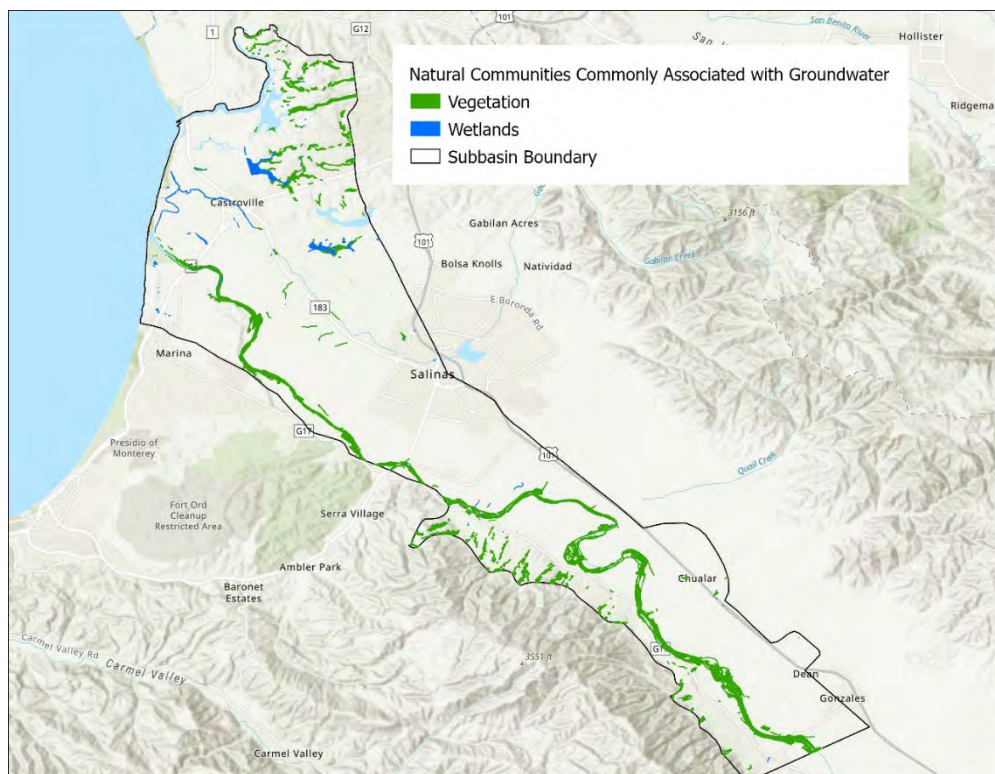 101
San Benito River
1
G12
Hollister
Natural Communities Commonly Associated with Groundwater
Vegetation
Wetlands
Subbasin Boundary
Castroville
3156 ft
Gabilan Acres
101
Bolsa Knolls
Natividad
Gabilan Creek
E Boronda Rd
183
Marina
Salinas
G17
Presidio of
Monterey
101
Quail Creek
Fort Ord
Cleanup
Restricted Area
Serra Village
Ambler Park
Chualar
Baronet
Estates
Carmel Valley Rd
Carmel Valley
3551 ft
Dean
Gonzales
Carmel Valley